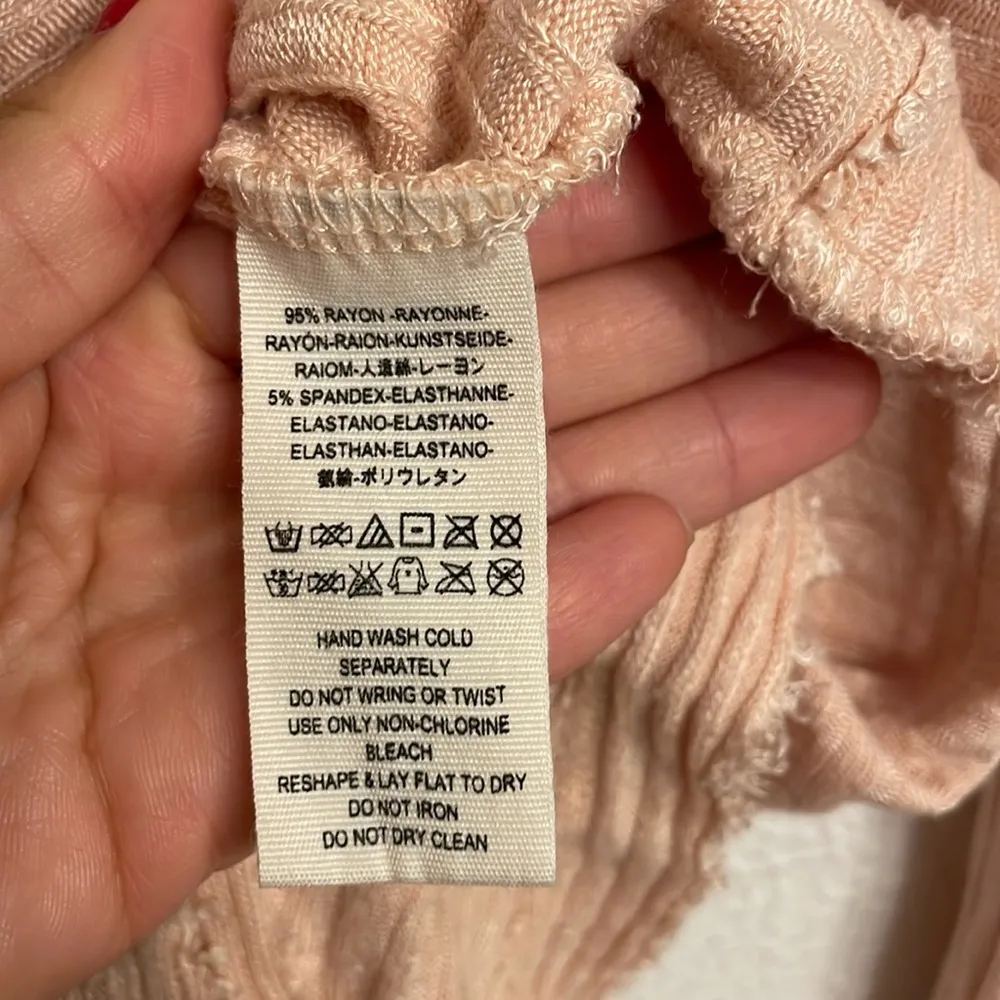 95% RAYON -RAYONNE-
RAYÓN-RAION-KUNSTSEIDE-
RAIOM-人造絲-レーヨン
5% SPANDEX-ELASTHANNE-
ELASTANO-ELASTANO-
ELASTHAN-ELASTANO-
氨綸-ポリウレタン
HAND WASH COLD
SEPARATELY
DO NOT WRING OR TWIST
USE ONLY NON-CHLORINE
BLEACH
RESHAPE & LAY FLAT TO DRY
DO NOT IRON
DO NOT DRY CLEAN